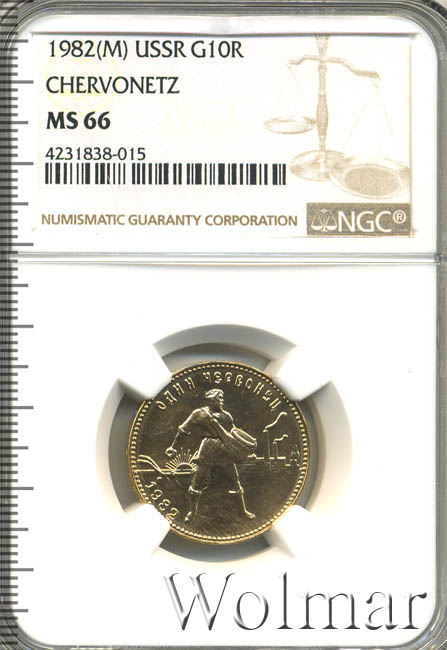 1982(M) USSR G10R
CHERVONETZ
MS 66
4231838-015
NUMISMATIC GUARANTY CORPORATION
NGC®
ОДИН ЧЕРВОНЕЦ
1982
Wolmar